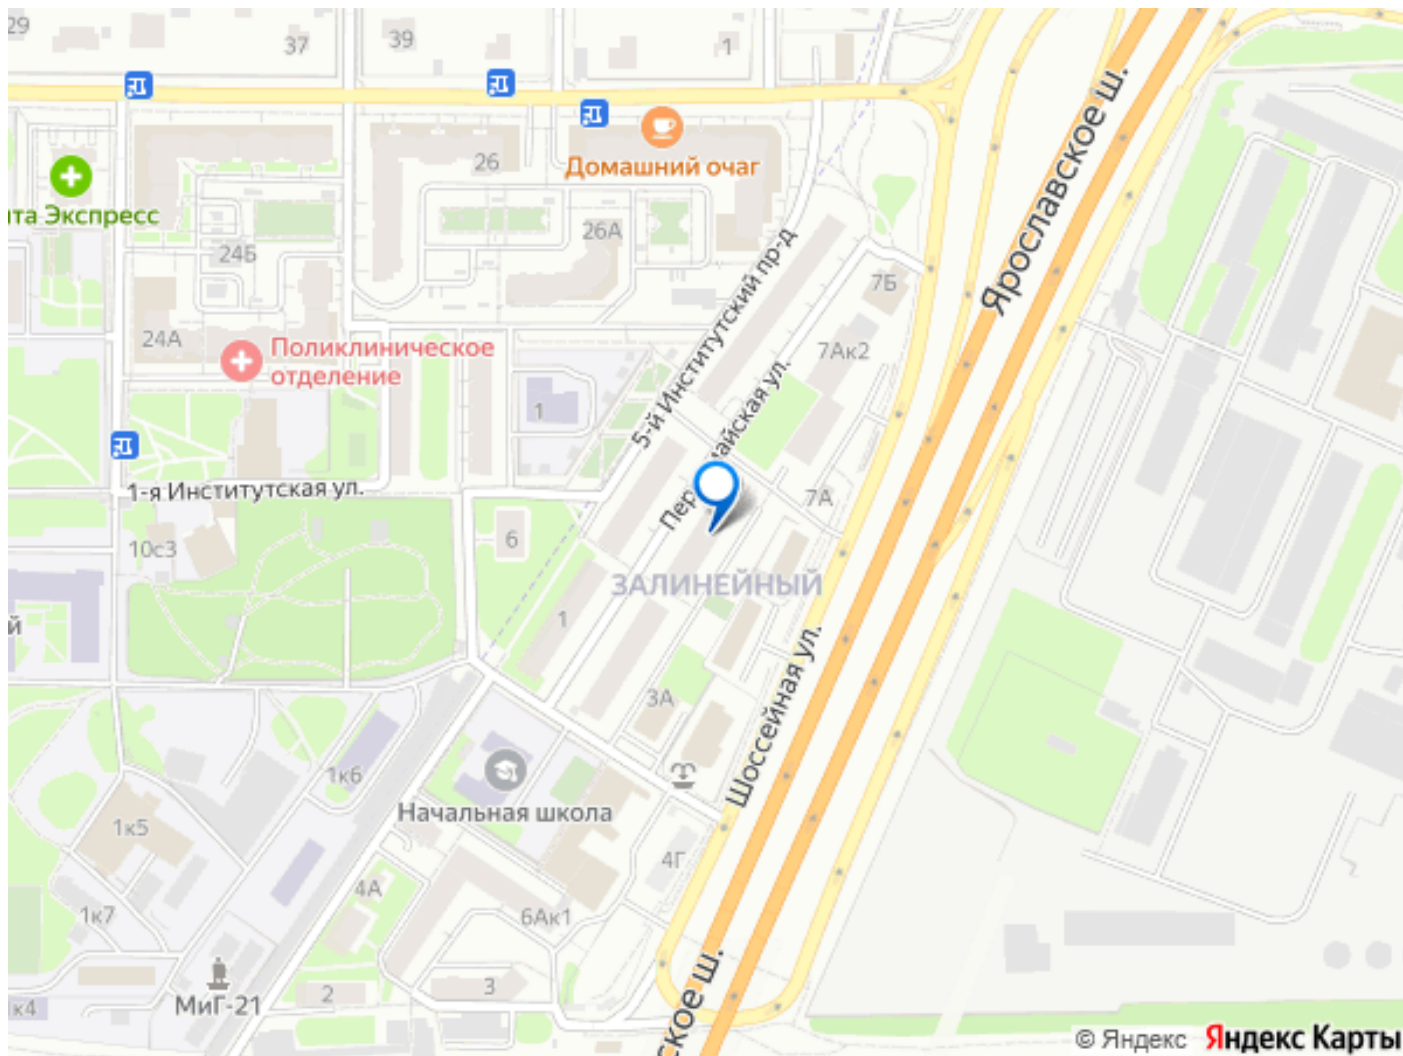 29
37
39
1
26
Домашний очаг
та Экспресс
24Б
26А
5-й Институтский пр-д
Ярославское ш.
7Б
24А
Поликлиническое
отделение
7Ак2
1
1-я Институтская ул.
7А
10с3
6
ЗАЛИНЕЙНЫЙ
й
1
3А
Шоссейная ул.
1к6
Начальная школа
1к5
4Г
4А
1к7
6Ак1
МиГ-21
2
3
к4
ское ш.
© Яндекс Яндекс Карты